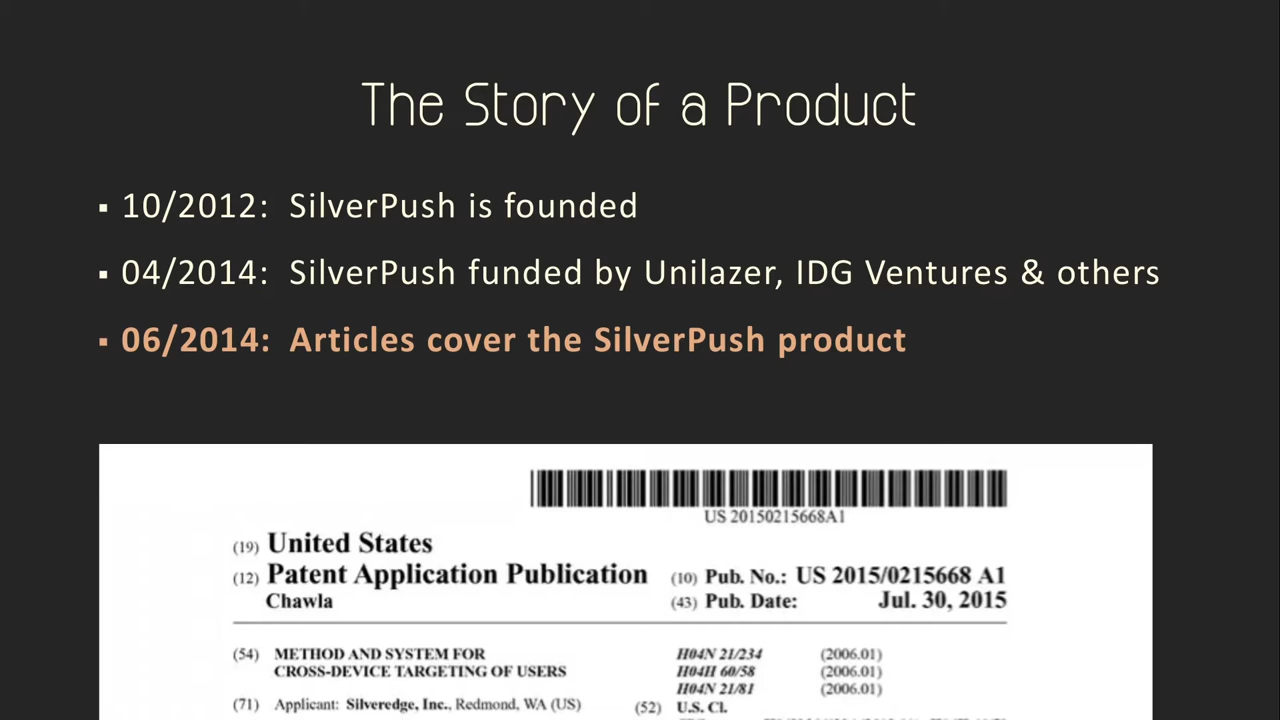 The Story of a Product
▪ 10/2012: SilverPush is founded
▪ 04/2014: SilverPush funded by Unilazer, IDG Ventures & others
▪ 06/2014: Articles cover the SilverPush product
US 20150215668A1
(19) United States
(12) Patent Application Publication
Chawla
(10) Pub. No.: US 2015/0215668 A1
(43) Pub. Date: Jul. 30, 2015
(54) METHOD AND SYSTEM FOR
CROSS-DEVICE TARGETING OF USERS
(71) Applicant: Silveredge, Inc., Redmond, WA (US)
H04N 21/234 (2006.01)
H04H 60/58 (2006.01)
H04N 21/81 (2006.01)
(52) U.S. Cl.